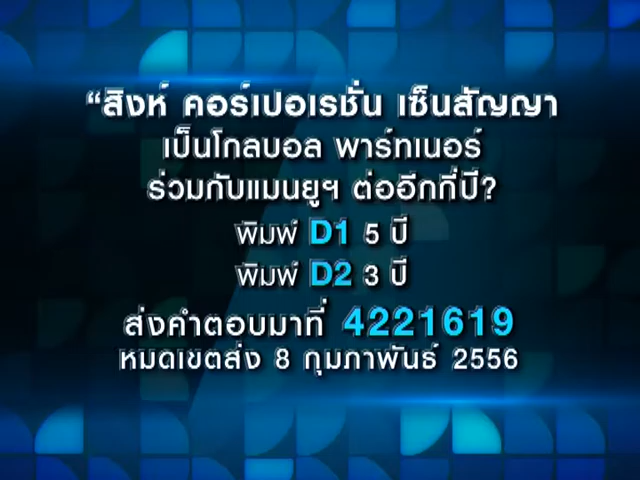 “สิงห์ คอร์เปอเรชั่น เซ็นสัญญา
เป็นโกลบอล พาร์ทเนอร์
ร่วมกับแมนยูฯ ต่ออีกกี่ปี?
พิมพ์ D1 5 ปี
พิมพ์ D2 3 ปี
ส่งคำตอบมาที่ 4221619
หมดเขตส่ง 8 กุมภาพันธ์ 2556